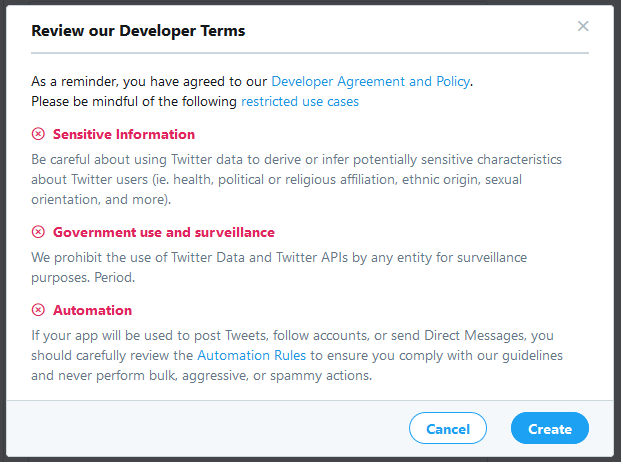 Review our Developer Terms
As a reminder, you have agreed to our Developer Agreement and Policy.
Please be mindful of the following restricted use cases
Sensitive Information
Be careful about using Twitter data to derive or infer potentially sensitive characteristics
about Twitter users (ie. health, political or religious affiliation, ethnic origin, sexual
orientation, and more).
Government use and surveillance
We prohibit the use of Twitter Data and Twitter APIs by any entity for surveillance
purposes. Period.
Automation
If your app will be used to post Tweets, follow accounts, or send Direct Messages, you
should carefully review the Automation Rules to ensure you comply with our guidelines
and never perform bulk, aggressive, or spammy actions.
Cancel Create